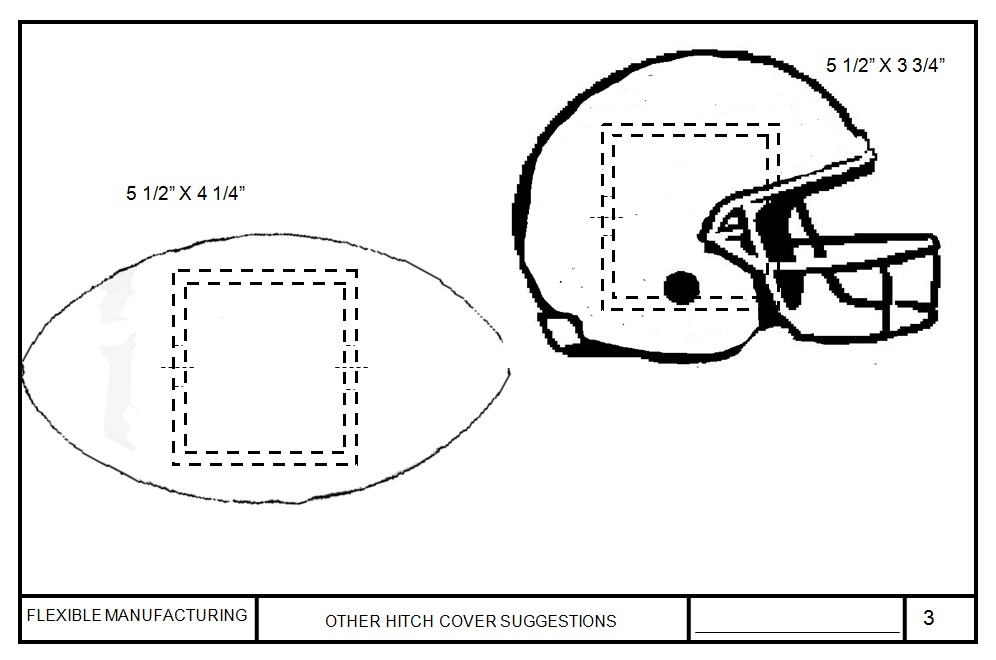 5 1/2” X 3 3/4”
5 1/2” X 4 1/4”
FLEXIBLE MANUFACTURING
OTHER HITCH COVER SUGGESTIONS
3